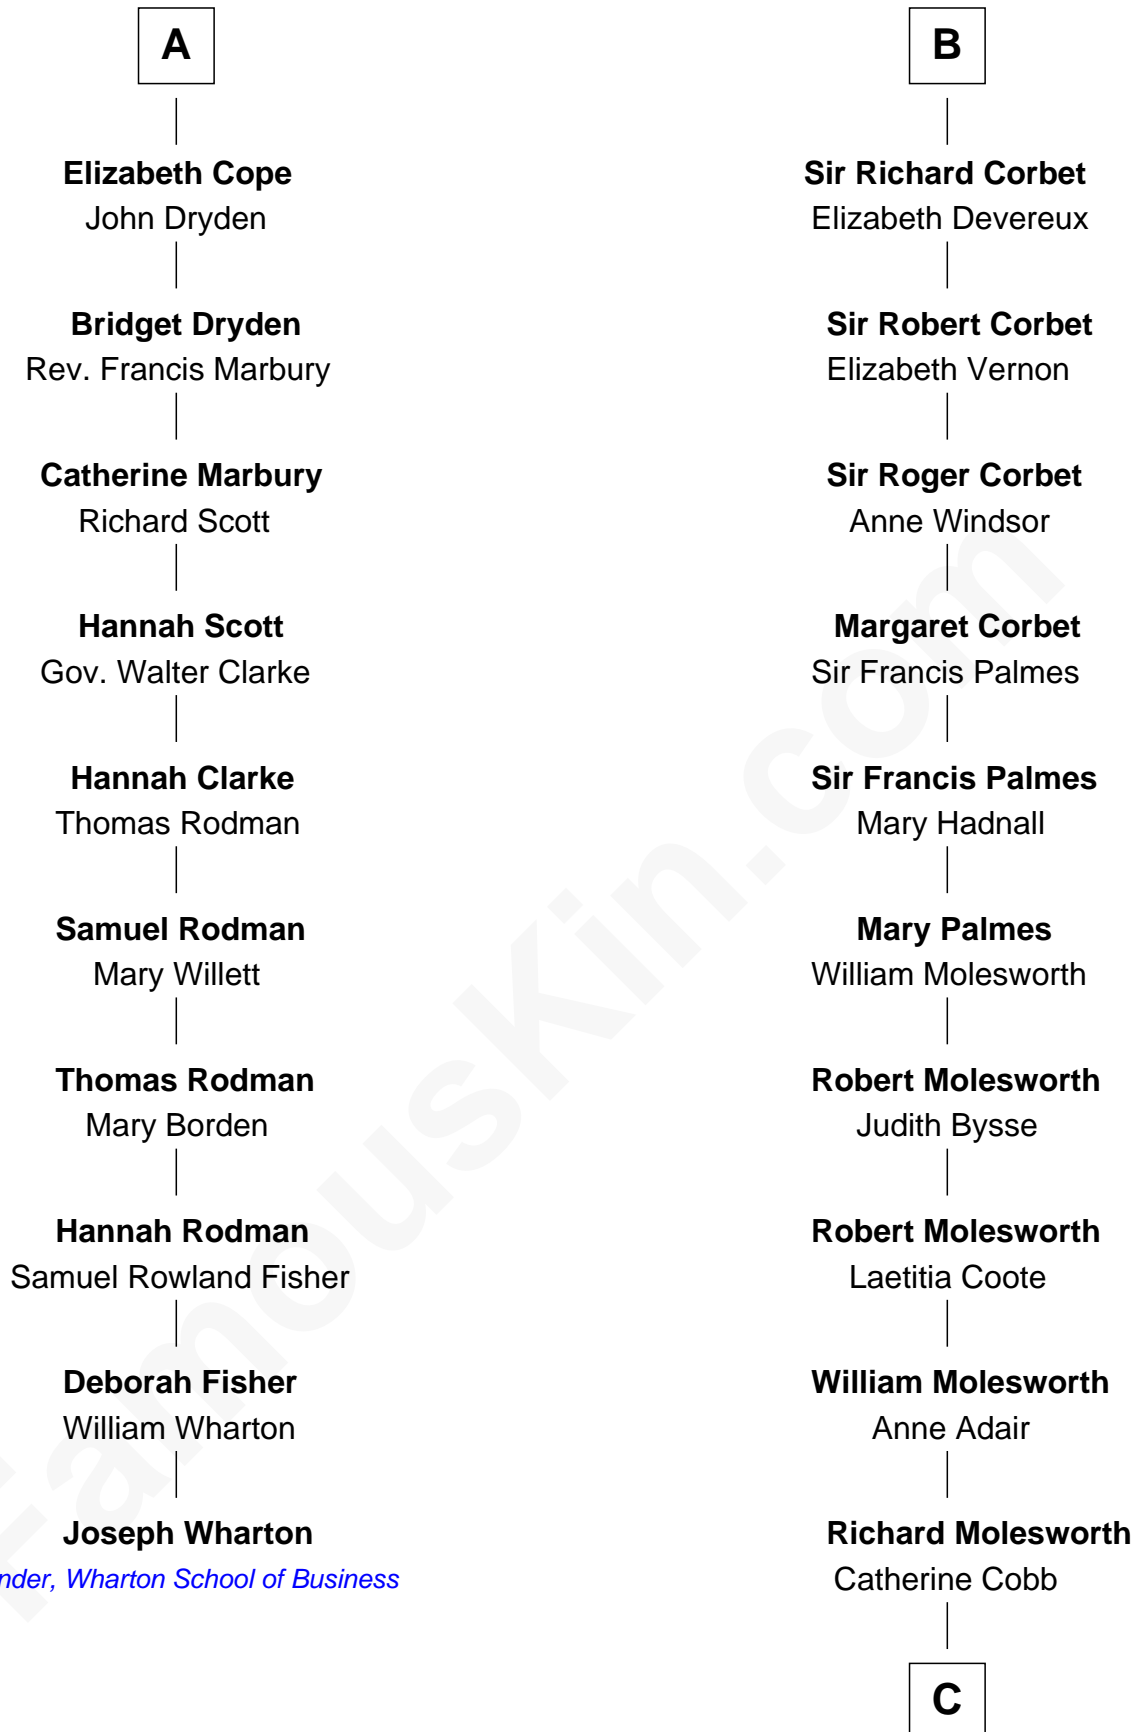 A
Elizabeth Cope
John Dryden
Bridget Dryden
Rev. Francis Marbury
Catherine Marbury
Richard Scott
Hannah Scott
Gov. Walter Clarke
Hannah Clarke
Thomas Rodman
Samuel Rodman
Mary Willett
Thomas Rodman
Mary Borden
Hannah Rodman
Samuel Rowland Fisher
Deborah Fisher
William Wharton
Joseph Wharton
nder, Wharton School of Business
B
Sir Richard Corbet
Elizabeth Devereux
Sir Robert Corbet
Elizabeth Vernon
Sir Roger Corbet
Anne Windsor
Margaret Corbet
Sir Francis Palmes
Sir Francis Palmes
Mary Hadnall
Mary Palmes
William Molesworth
Robert Molesworth
Judith Bysse
Robert Molesworth
Laetitia Coote
William Molesworth
Anne Adair
Richard Molesworth
Catherine Cobb
C
FamousKin.com